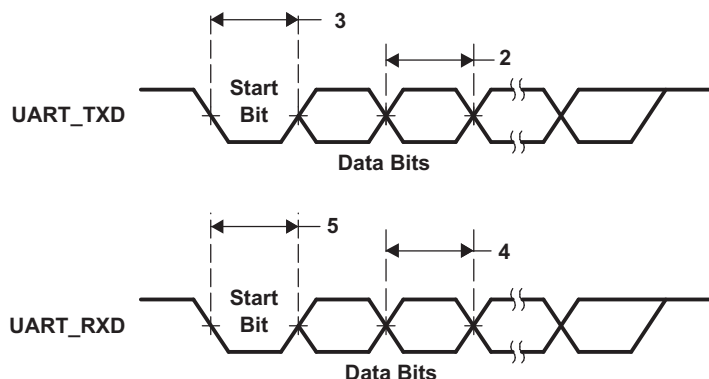 3
2
UART_TXD
Start
Bit
Data Bits
5
4
UART_RXD
Start
Bit
Data Bits